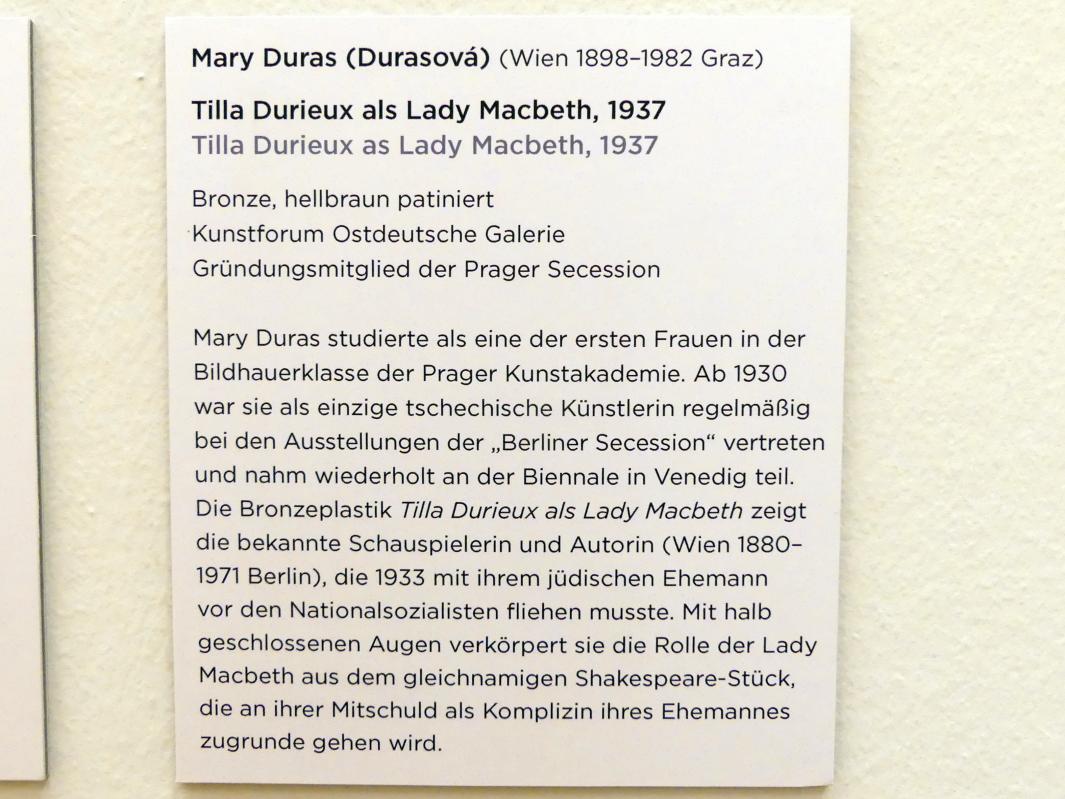 Mary Duras (Durasová) (Wien 1898–1982 Graz)
Tilla Durieux als Lady Macbeth, 1937
Tilla Durieux as Lady Macbeth, 1937
Bronze, hellbraun patiniert
Kunstforum Ostdeutsche Galerie
Gründungsmitglied der Prager Secession
Mary Duras studierte als eine der ersten Frauen in der
Bildhauerklasse der Prager Kunstakademie. Ab 1930
war sie als einzige tschechische Künstlerin regelmäßig
bei den Ausstellungen der „Berliner Secession“ vertreten
und nahm wiederholt an der Biennale in Venedig teil.
Die Bronzeplastik Tilla Durieux als Lady Macbeth zeigt
die bekannte Schauspielerin und Autorin (Wien 1880–
1971 Berlin), die 1933 mit ihrem jüdischen Ehemann
vor den Nationalsozialisten fliehen musste. Mit halb
geschlossenen Augen verkörpert sie die Rolle der Lady
Macbeth aus dem gleichnamigen Shakespeare-Stück,
die an ihrer Mitschuld als Komplizin ihres Ehemannes
zugrunde gehen wird.